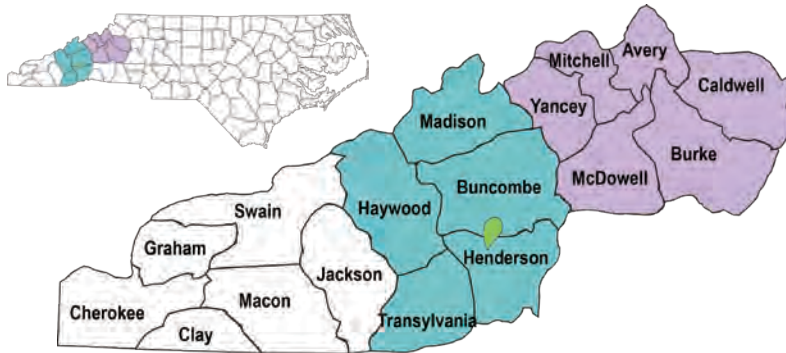 Avery
Mitchell
Caldwell
Yancey
Madison
Burke
McDowell
Buncombe
Haywood
Swain
Graham
Henderson
Jackson
Macon
Cherokee
Transylvania
Clay